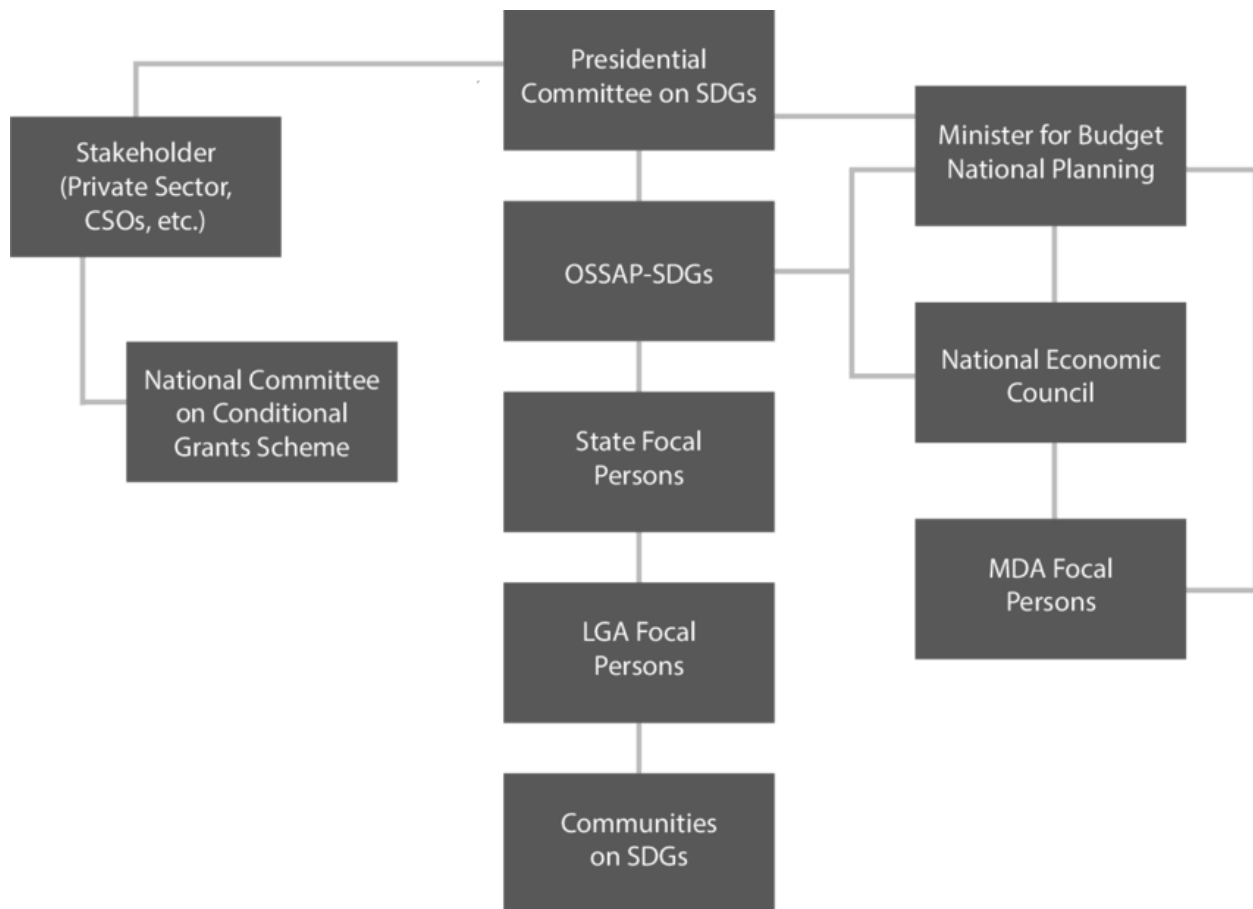 Presidential
Committee on SDGs
Stakeholder
(Private Sector,
CSOs, etc.)
Minister for Budget
National Planning
OSSAP-SDGs
National Committee
on Conditional
Grants Scheme
National Economic
Council
State Focal
Persons
MDA Focal
Persons
LGA Focal
Persons
Communities
on SDGs